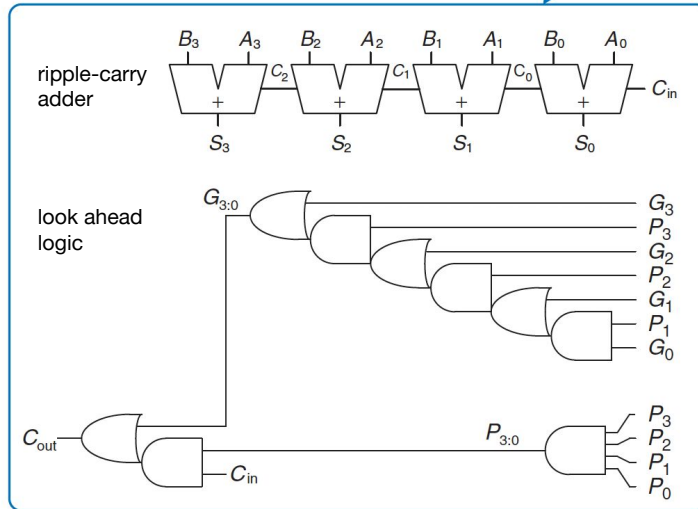 B3 A3 B2 A2 B1 A1 B0 A0
ripple-carry
adder
C2 C1 C0 Cin
+ + + +
S3 S2 S1 S0
look ahead
logic
G3:0
G3
P3
G2
P2
G1
P1
G0
Cout
Cin
P3:0
P3
P2
P1
P0